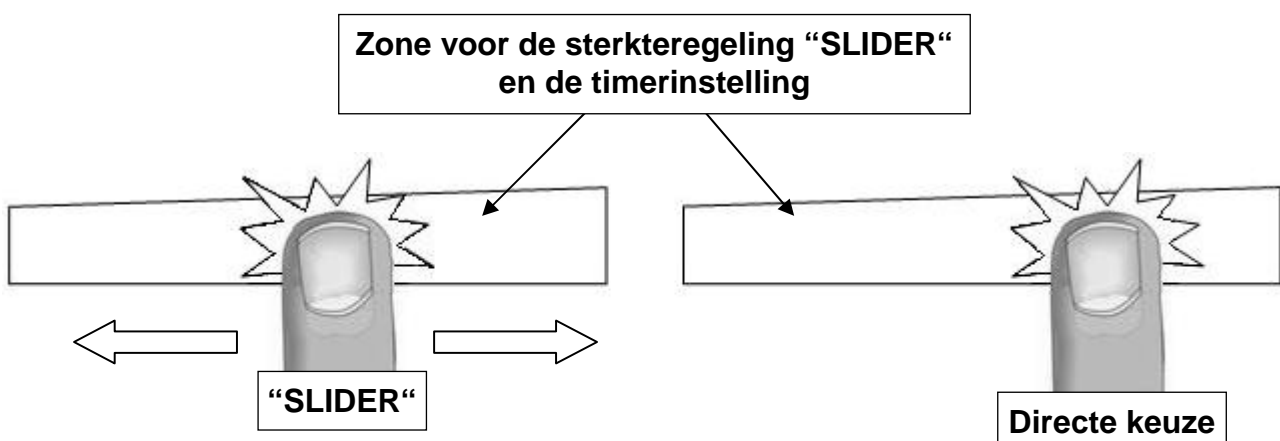 Zone voor de sterkteregeling “SLIDER“
en de timerinstelling
“SLIDER“
Directe keuze